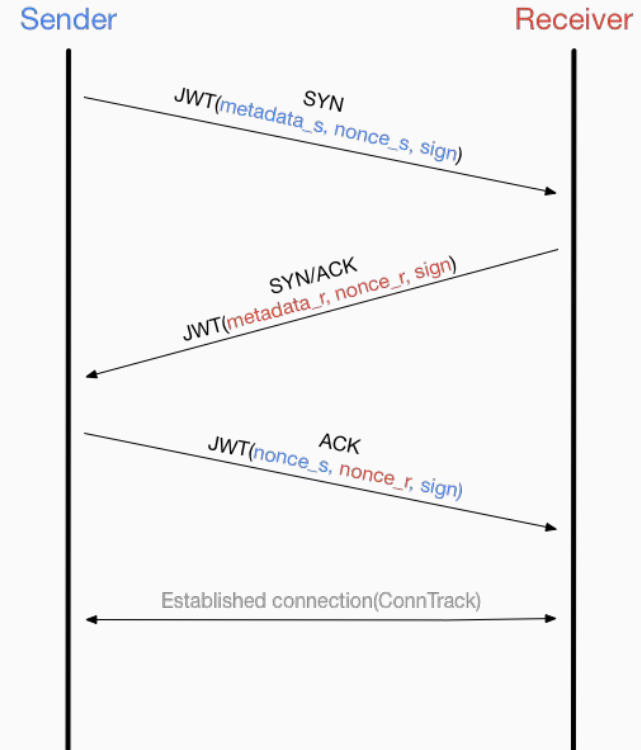 Sender
Receiver
SYN
JWT(metadata_s, nonce_s, sign)
SYN/ACK
JWT(metadata_r, nonce_r, sign)
ACK
JWT(nonce_s, nonce_r, sign)
Established connection(ConnTrack)